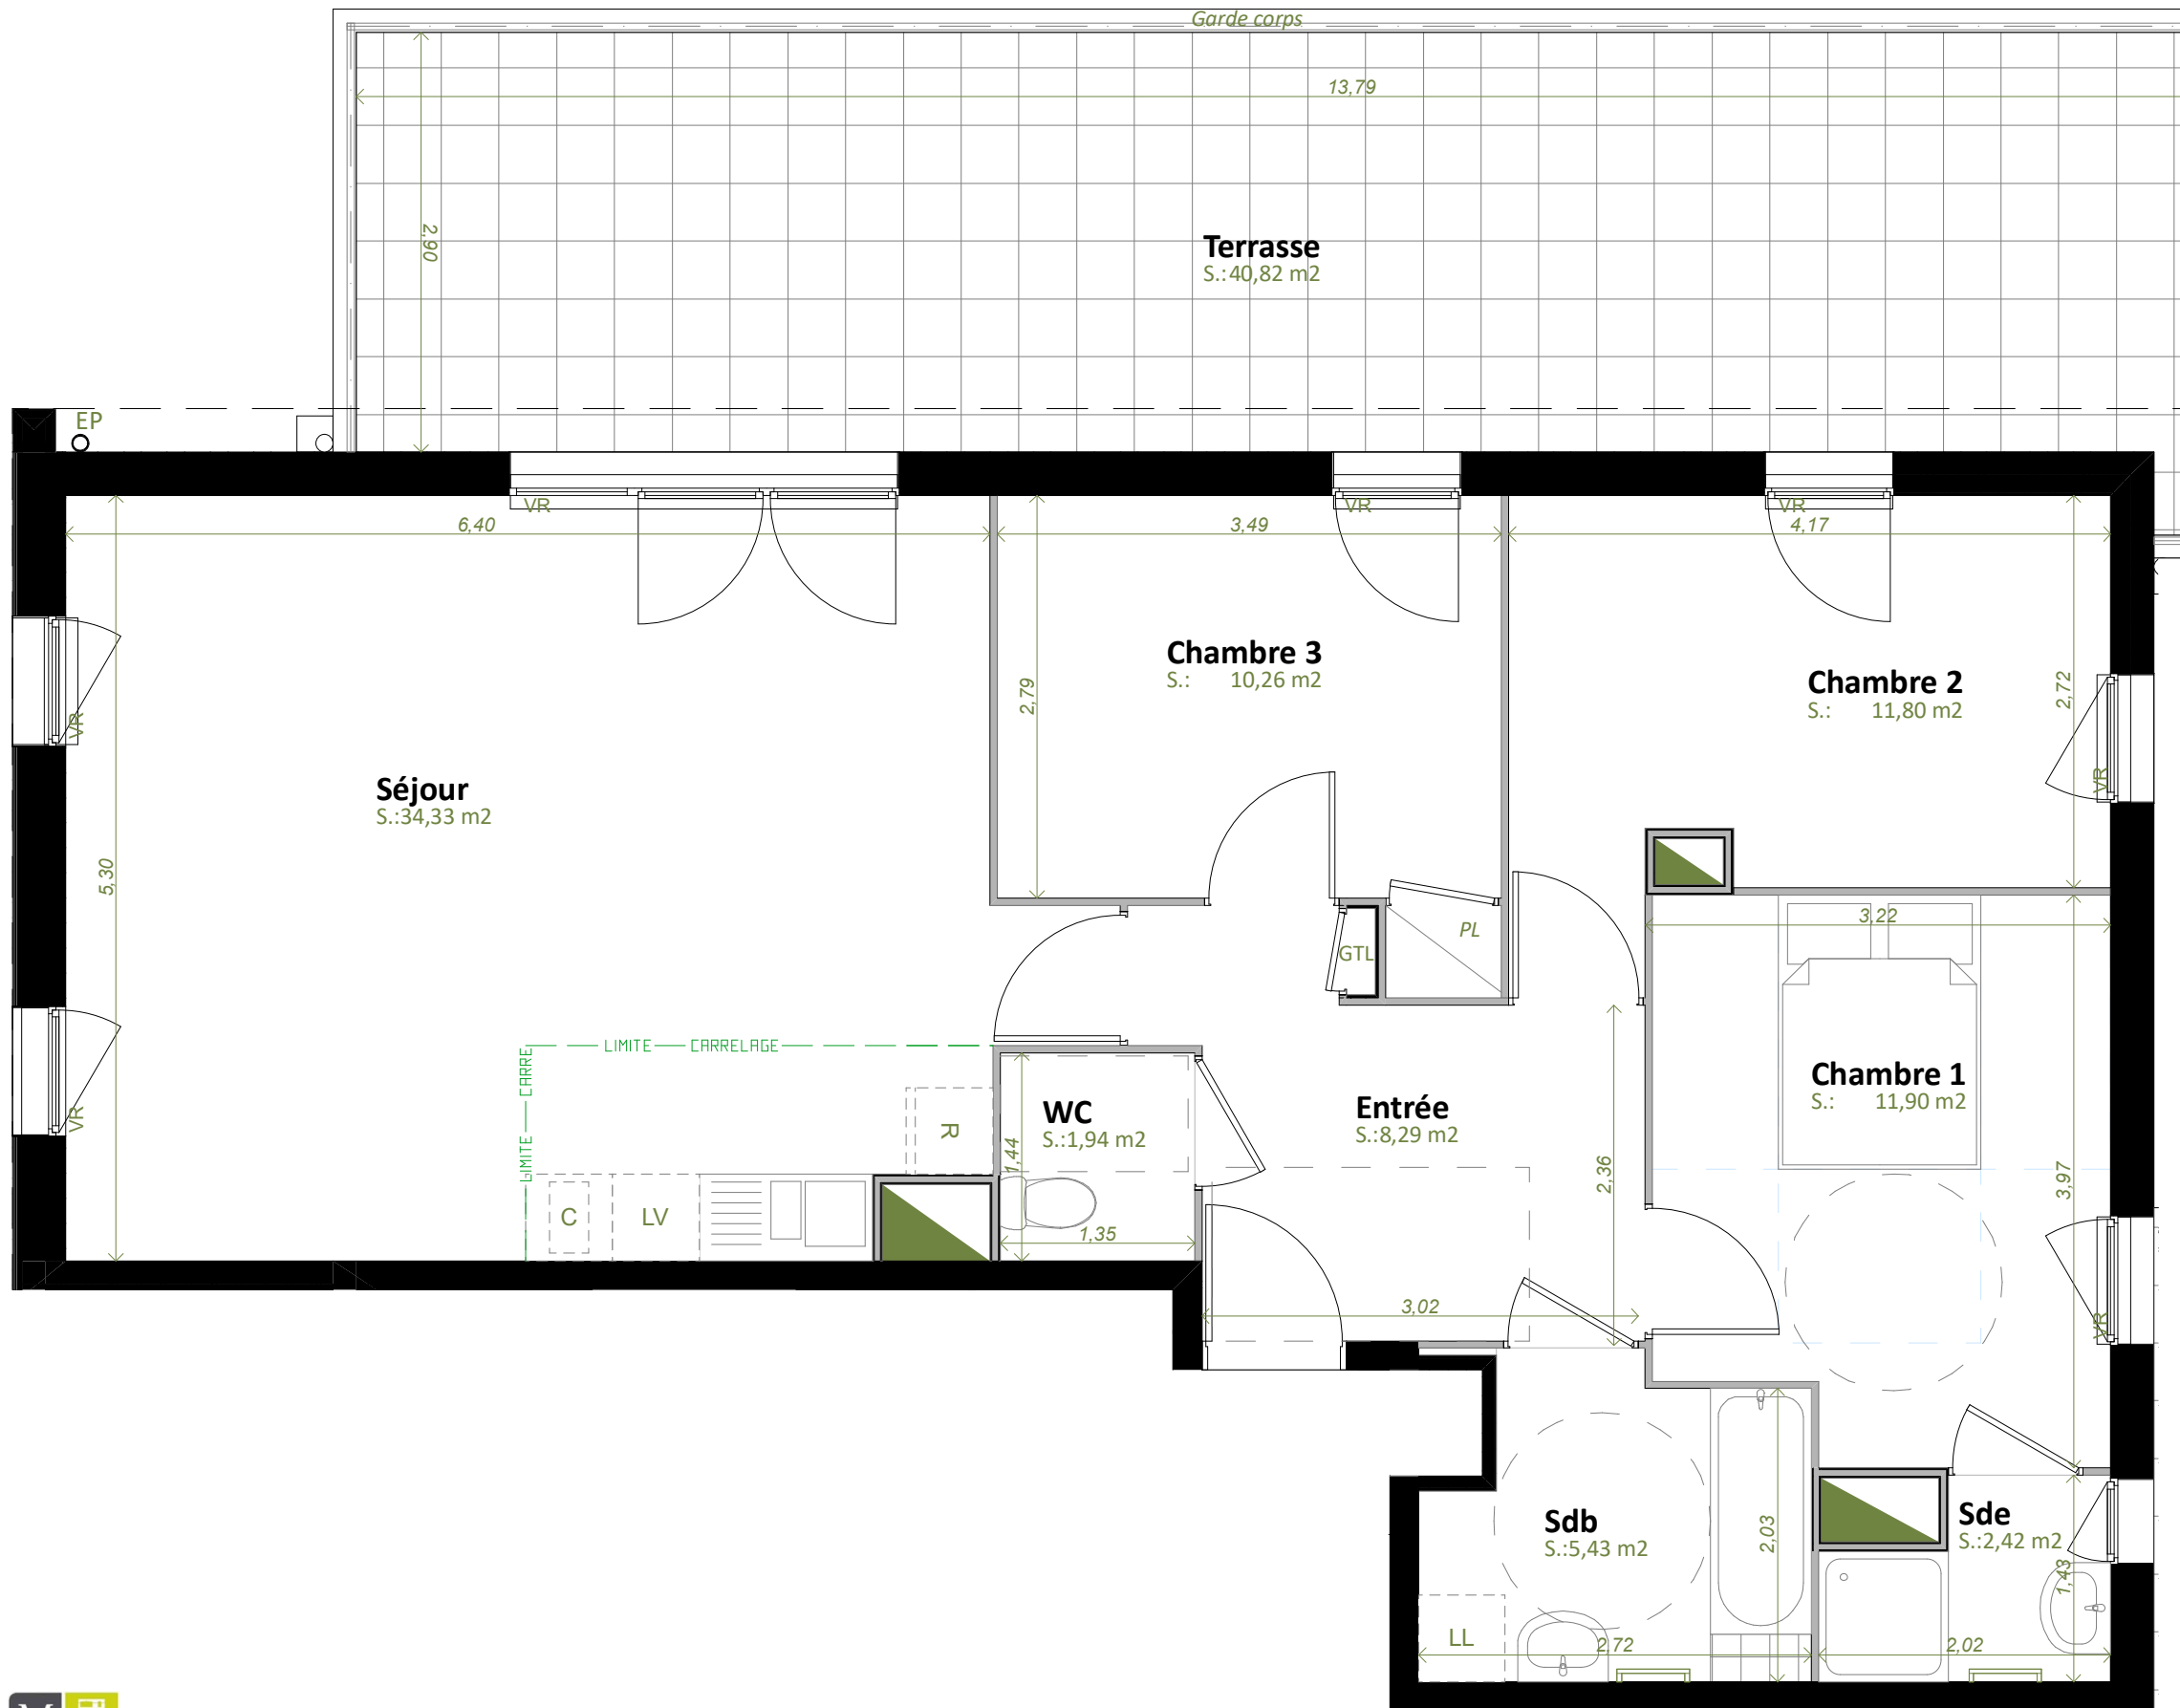 Garde corps
13,79
2,90
Terrasse
S.:40,82 m2
EP
VR
VR
VR
6,40
3,49
4,17
Chambre 3
S.: 10,26 m2
Chambre 2
S.: 11,80 m2
2,79
2,72
VR
VR
Séjour
S.:34,33 m2
5,30
3,22
PL
GTL
LIMITE CARRELAGE
LIMITE CARRE
VR
R
WC
S.:1,94 m2
1,44
1,35
Entrée
S.:8,29 m2
2,36
Chambre 1
S.: 11,90 m2
3,97
C
LV
3,02
VR
Sdb
S.:5,43 m2
2,03
Sde
S.:2,42 m2
1,43
LL
2,72
2,02